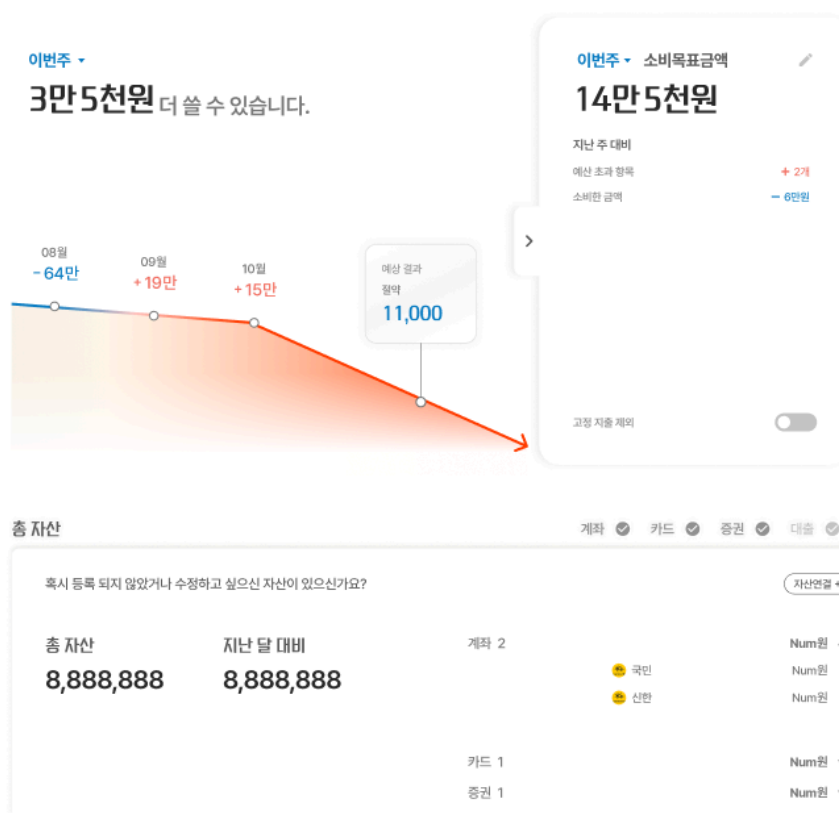 이번주
3만 5천원 더 쓸 수 있습니다.
08월
-64만
09월
+19만
10월
+15만
예상 결과
절약
11,000
이번주 소비목표금액
14만 5천원
지난 주 대비
예산 초과 항목 + 2개
소비한 금액 − 6만원
고정 지출 제외
총 자산
계좌 카드 증권 대출
혹시 등록 되지 않았거나 수정하고 싶으신 자산이 있으신가요?
자산연결
총 자산
8,888,888
지난 달 대비
8,888,888
계좌 2 Num원
국민 Num원
신한 Num원
카드 1 Num원
증권 1 Num원